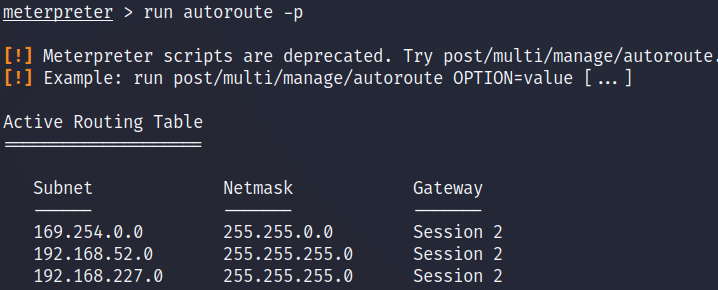 meterpreter > run autoroute -p
[!] Meterpreter scripts are deprecated. Try post/multi/manage/autoroute.
[!] Example: run post/multi/manage/autoroute OPTION=value [...]
Active Routing Table
====================
Subnet Netmask Gateway
------ ------- -------
169.254.0.0 255.255.0.0 Session 2
192.168.52.0 255.255.255.0 Session 2
192.168.227.0 255.255.255.0 Session 2